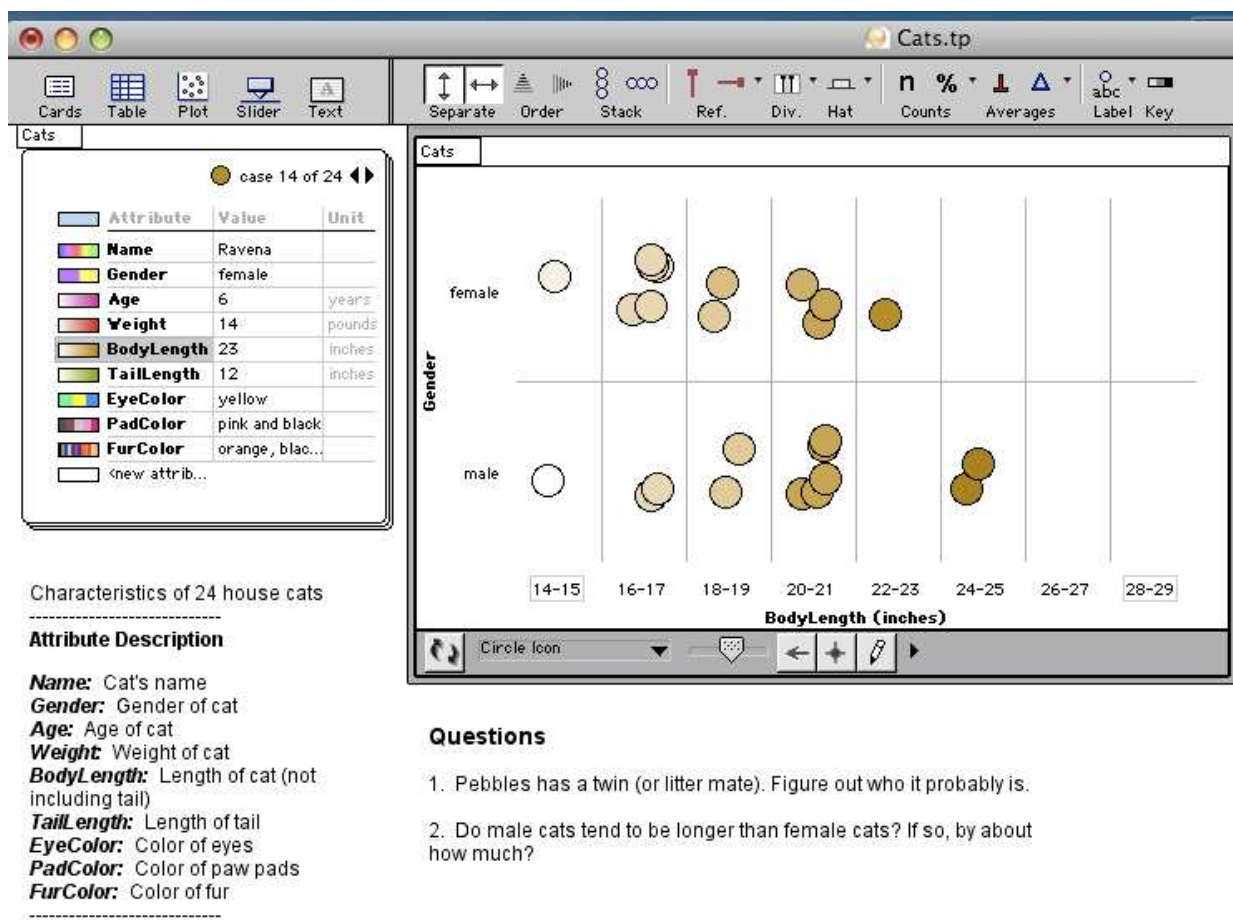 Cats.tp
Cards Table Plot Slider Text
Separate Order Stack Ref. Div. Hat n % Counts Averages abc Label Key
Cats
case 14 of 24
Attribute Value Unit
Name Ravena
Gender female
Age 6 years
Weight 14 pounds
BodyLength 23 inches
TailLength 12 inches
EyeColor yellow
PadColor pink and black
FurColor orange, blac...
<new attrib...
Cats
female
Gender
male
14-15 16-17 18-19 20-21 22-23 24-25 26-27 28-29
BodyLength (inches)
Circle Icon
Characteristics of 24 house cats
-----------------------------
Attribute Description
Name: Cat's name
Gender: Gender of cat
Age: Age of cat
Weight: Weight of cat
BodyLength: Length of cat (not
including tail)
TailLength: Length of tail
EyeColor: Color of eyes
PadColor: Color of paw pads
FurColor: Color of fur
-----------------------------
Questions
1. Pebbles has a twin (or litter mate). Figure out who it probably is.
2. Do male cats tend to be longer than female cats? If so, by about
how much?